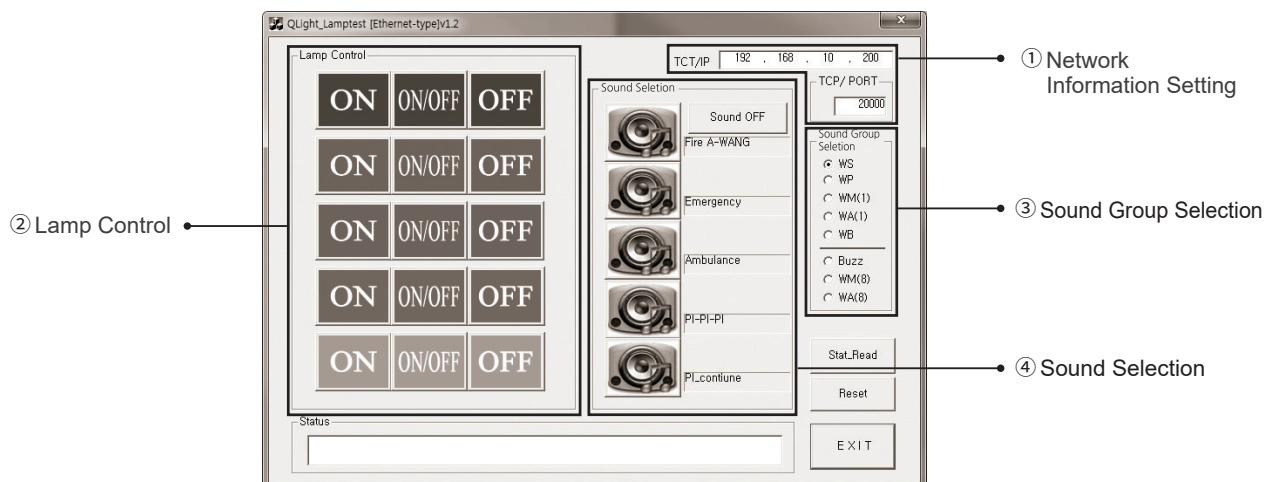 QLight_Lamptest [Ethernet-type]v1.2
x
Lamp Control
ON ON/OFF OFF
ON ON/OFF OFF
ON ON/OFF OFF
ON ON/OFF OFF
ON ON/OFF OFF
TCT/IP 192 . 168 . 10 . 200
TCP/ PORT
20000
Sound Seletion
Sound OFF
Fire A-WANG
Emergency
Ambulance
PI-PI-PI
PI_contiune
Sound Group
Seletion
WS
WP
WM(1)
WA(1)
WB
Buzz
WM(8)
WA(8)
Stat_Read
Reset
EXIT
Status
① Network
Information Setting
② Lamp Control
③ Sound Group Selection
④ Sound Selection